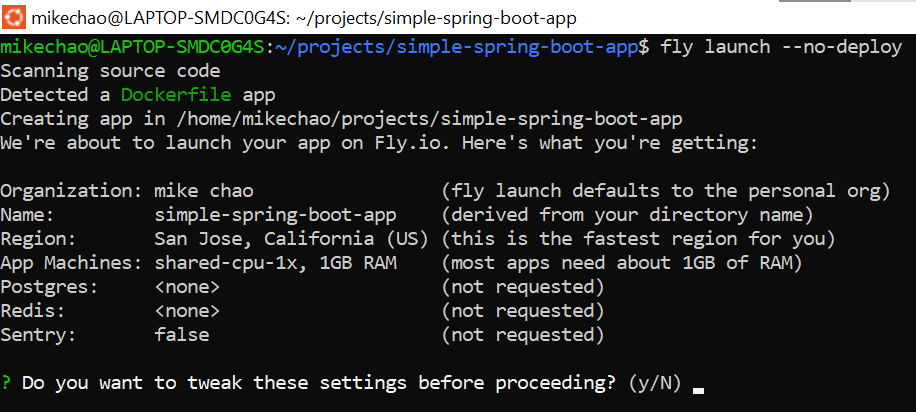 mikechao@LAPTOP-SMDC0G4S: ~/projects/simple-spring-boot-app
mikechao@LAPTOP-SMDC0G4S:~/projects/simple-spring-boot-app$ fly launch --no-deploy
Scanning source code
Detected a Dockerfile app
Creating app in /home/mikechao/projects/simple-spring-boot-app
We're about to launch your app on Fly.io. Here's what you're getting:
Organization: mike chao (fly launch defaults to the personal org)
Name: simple-spring-boot-app (derived from your directory name)
Region: San Jose, California (US) (this is the fastest region for you)
App Machines: shared-cpu-1x, 1GB RAM (most apps need about 1GB of RAM)
Postgres: <none> (not requested)
Redis: <none> (not requested)
Sentry: false (not requested)
? Do you want to tweak these settings before proceeding? (y/N)